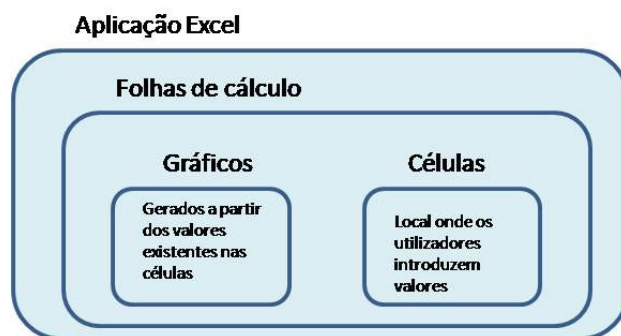 Aplicação Excel
Folhas de cálculo
Gráficos
Gerados a partir
dos valores
existentes nas
células
Células
Local onde os
utilizadores
introduzem
valores